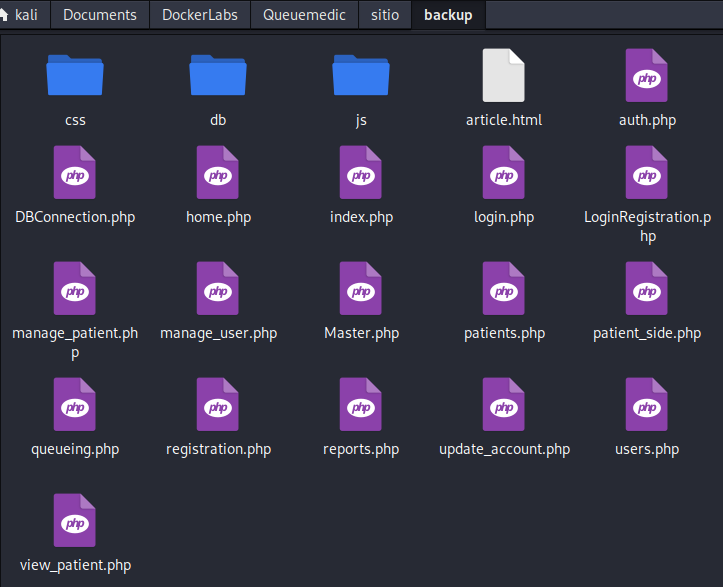 kali Documents DockerLabs Queuemedic sitio backup
css db js article.html auth.php
php
DBConnection.php home.php index.php login.php LoginRegistration.p
hp
php php php php php
manage_patient.ph
p
manage_user.php Master.php patients.php patient_side.php
php php php php php
queueing.php registration.php reports.php update_account.php users.php
php php php php php
view_patient.php
php